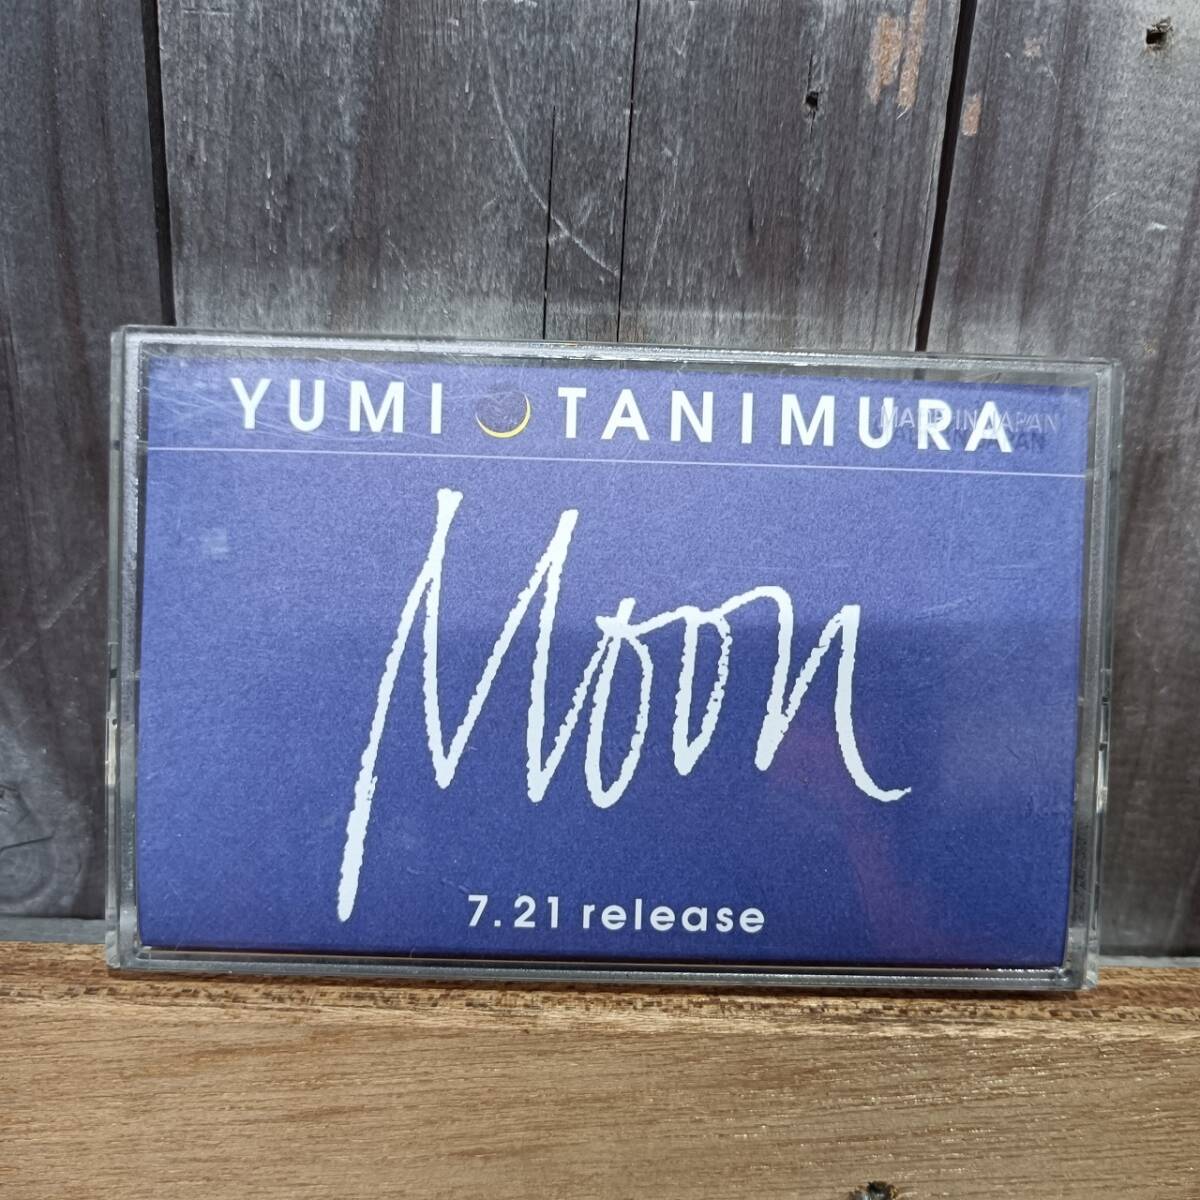 YUMI TANIMURA
MADE IN JAPAN
Moon
7.21 release